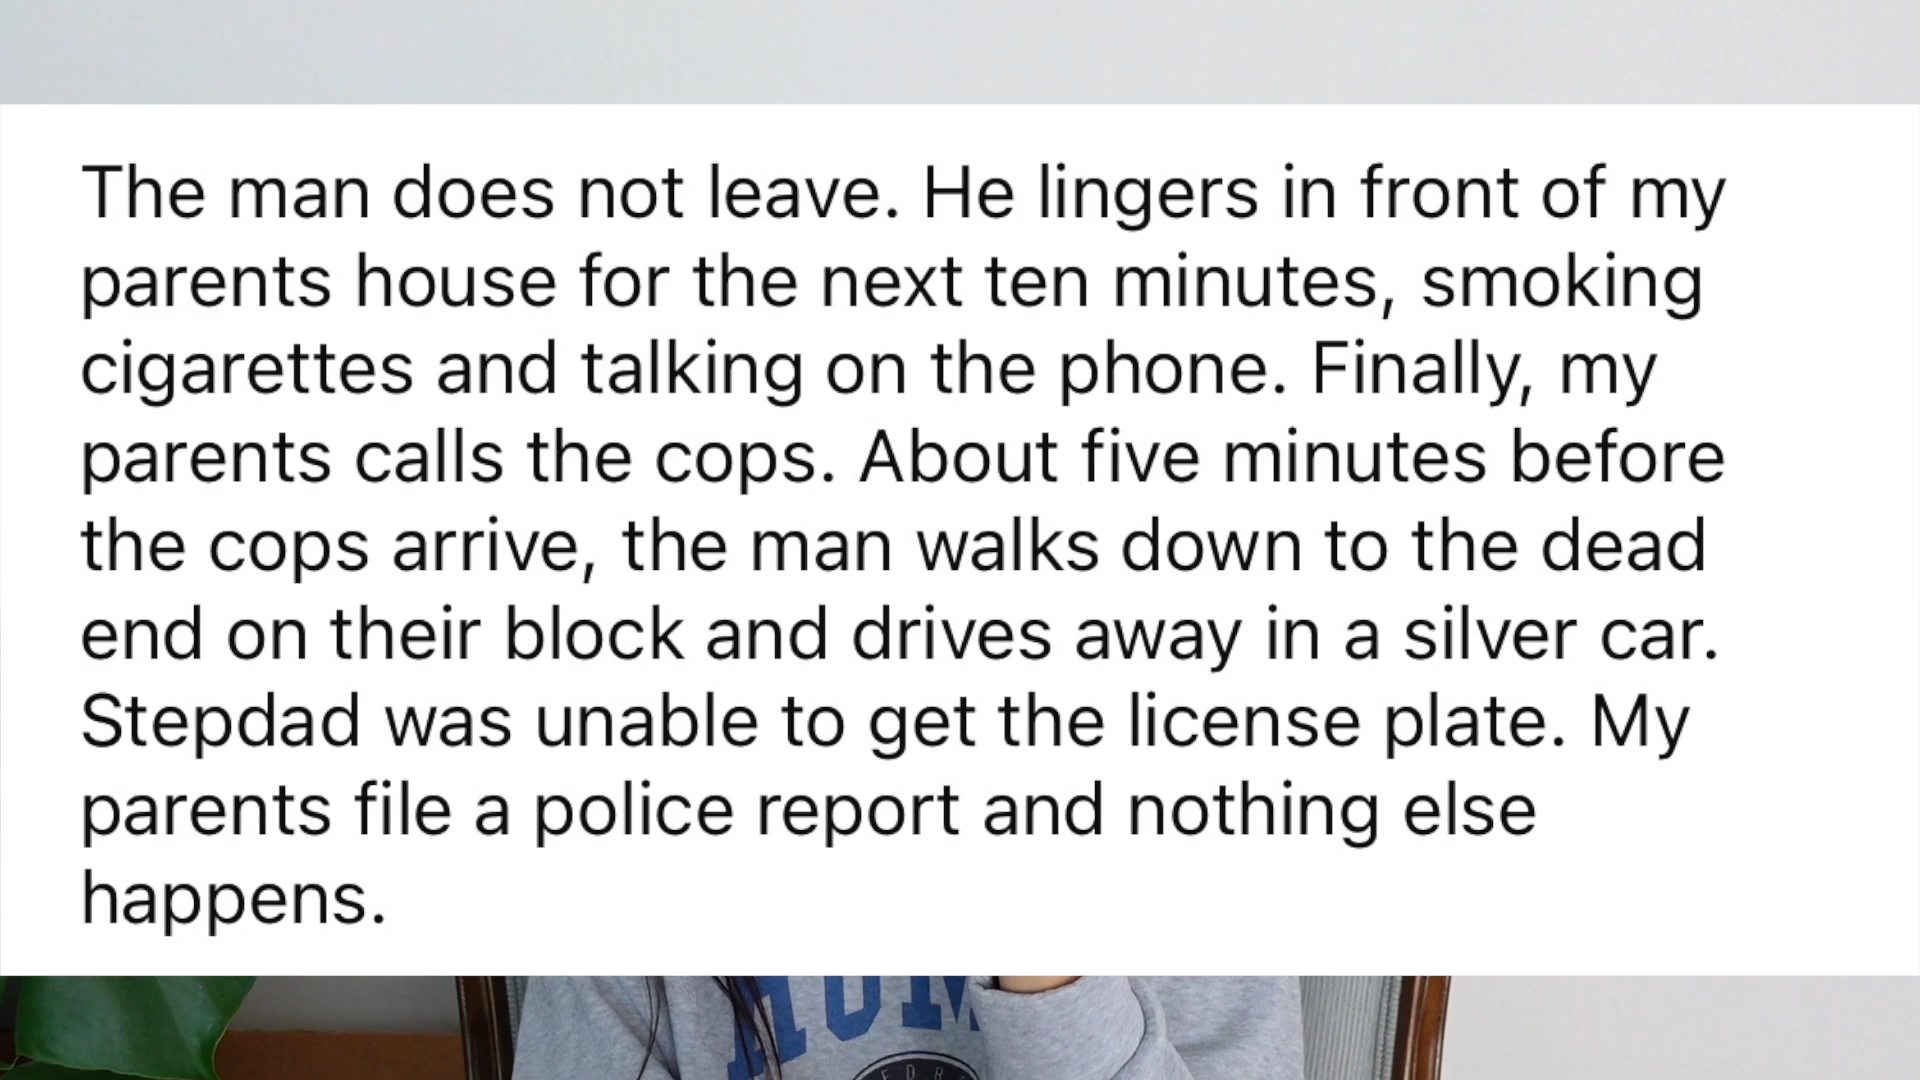 The man does not leave. He lingers in front of my
parents house for the next ten minutes, smoking
cigarettes and talking on the phone. Finally, my
parents calls the cops. About five minutes before
the cops arrive, the man walks down to the dead
end on their block and drives away in a silver car.
Stepdad was unable to get the license plate. My
parents file a police report and nothing else
happens.